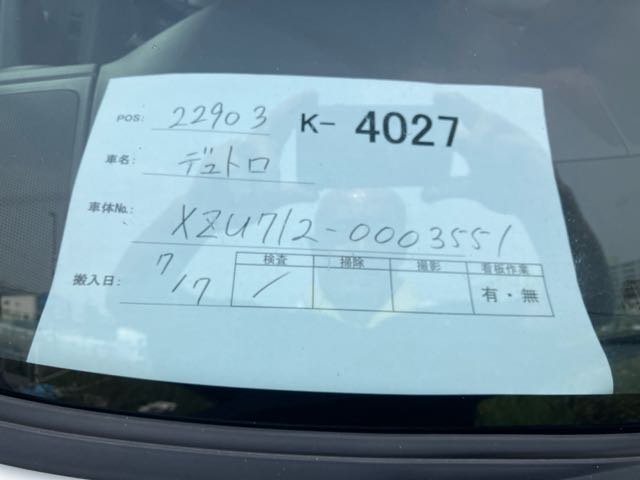 POS: 22903 K-4027
車名: デュトロ
車体No.: XZU712-0003551
検査 掃除 撮影 看板作業
搬入日: 7/7 / 有・無